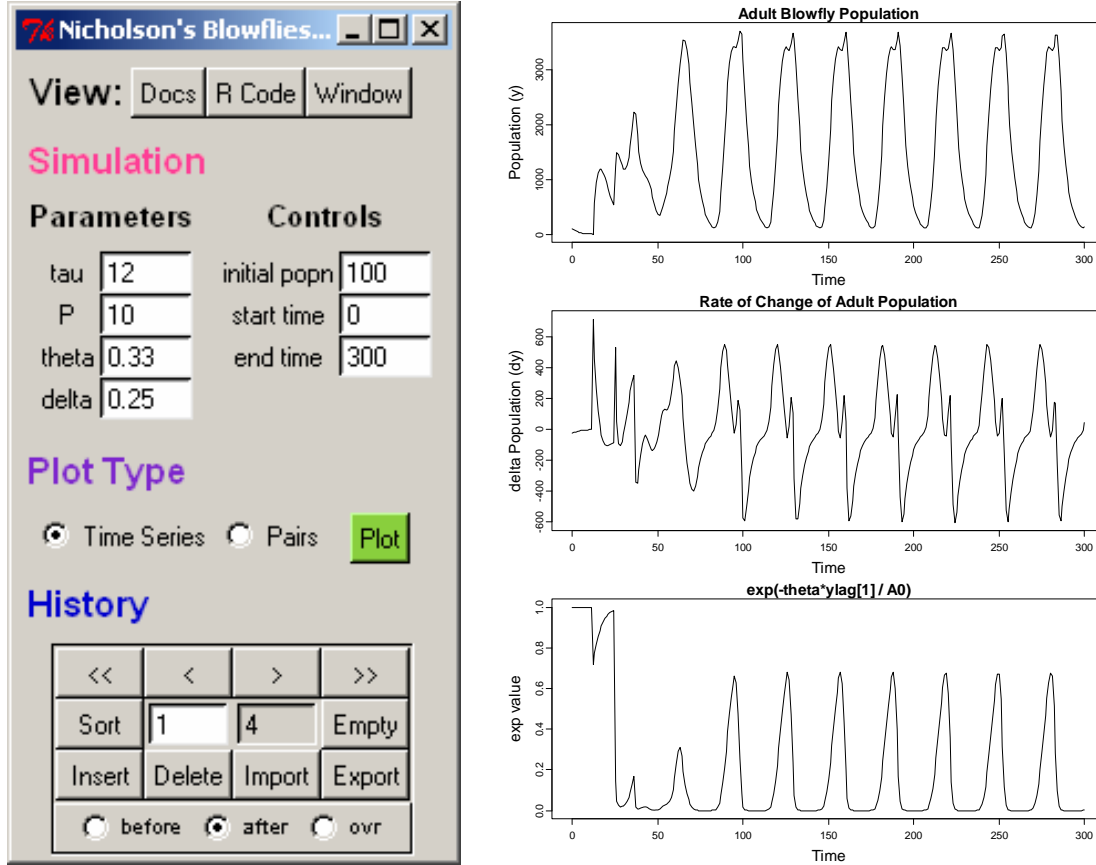 Nicholson's Blowflies...
View: Docs R Code Window
Simulation
Parameters Controls
tau 12 initial popn 100
P 10 start time 0
theta 0.33 end time 300
delta 0.25
Plot Type
Time Series Pairs Plot
History
<< < > >>
Sort 1 4 Empty
Insert Delete Import Export
before after ovr
Adult Blowfly Population
Population (y)
0 1000 2000 3000
0 50 100 150 200 250 300
Time
Rate of Change of Adult Population
delta Population (dy)
-600 -400 -200 0 200 400 600
0 50 100 150 200 250 300
Time
exp(-theta*ylag[1] / A0)
exp value
0.0 0.2 0.4 0.6 0.8 1.0
0 50 100 150 200 250 300
Time